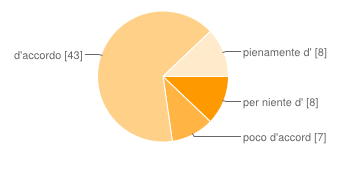 d'accordo [43]
pienamente d' [8]
per niente d' [8]
poco d'accord [7]